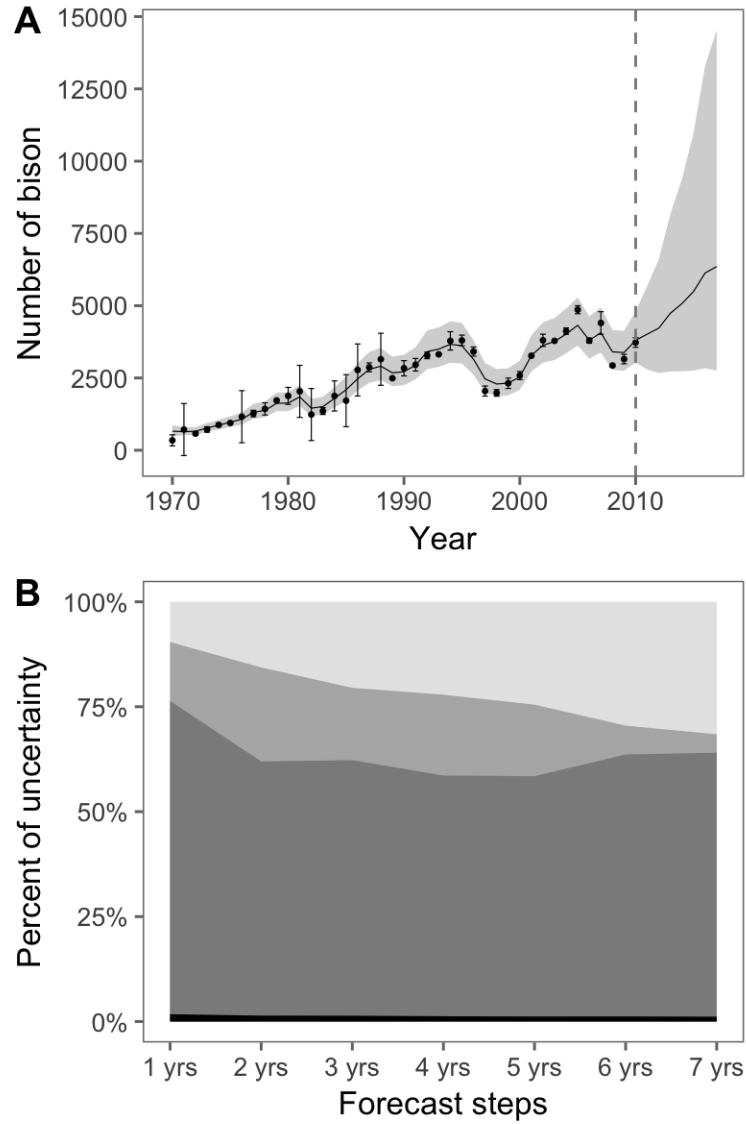 A
15000
12500
10000
7500
5000
2500
0
Number of bison
1970 1980 1990 2000 2010
Year
B
100%
75%
50%
25%
0%
Percent of uncertainty
1 yrs 2 yrs 3 yrs 4 yrs 5 yrs 6 yrs 7 yrs
Forecast steps